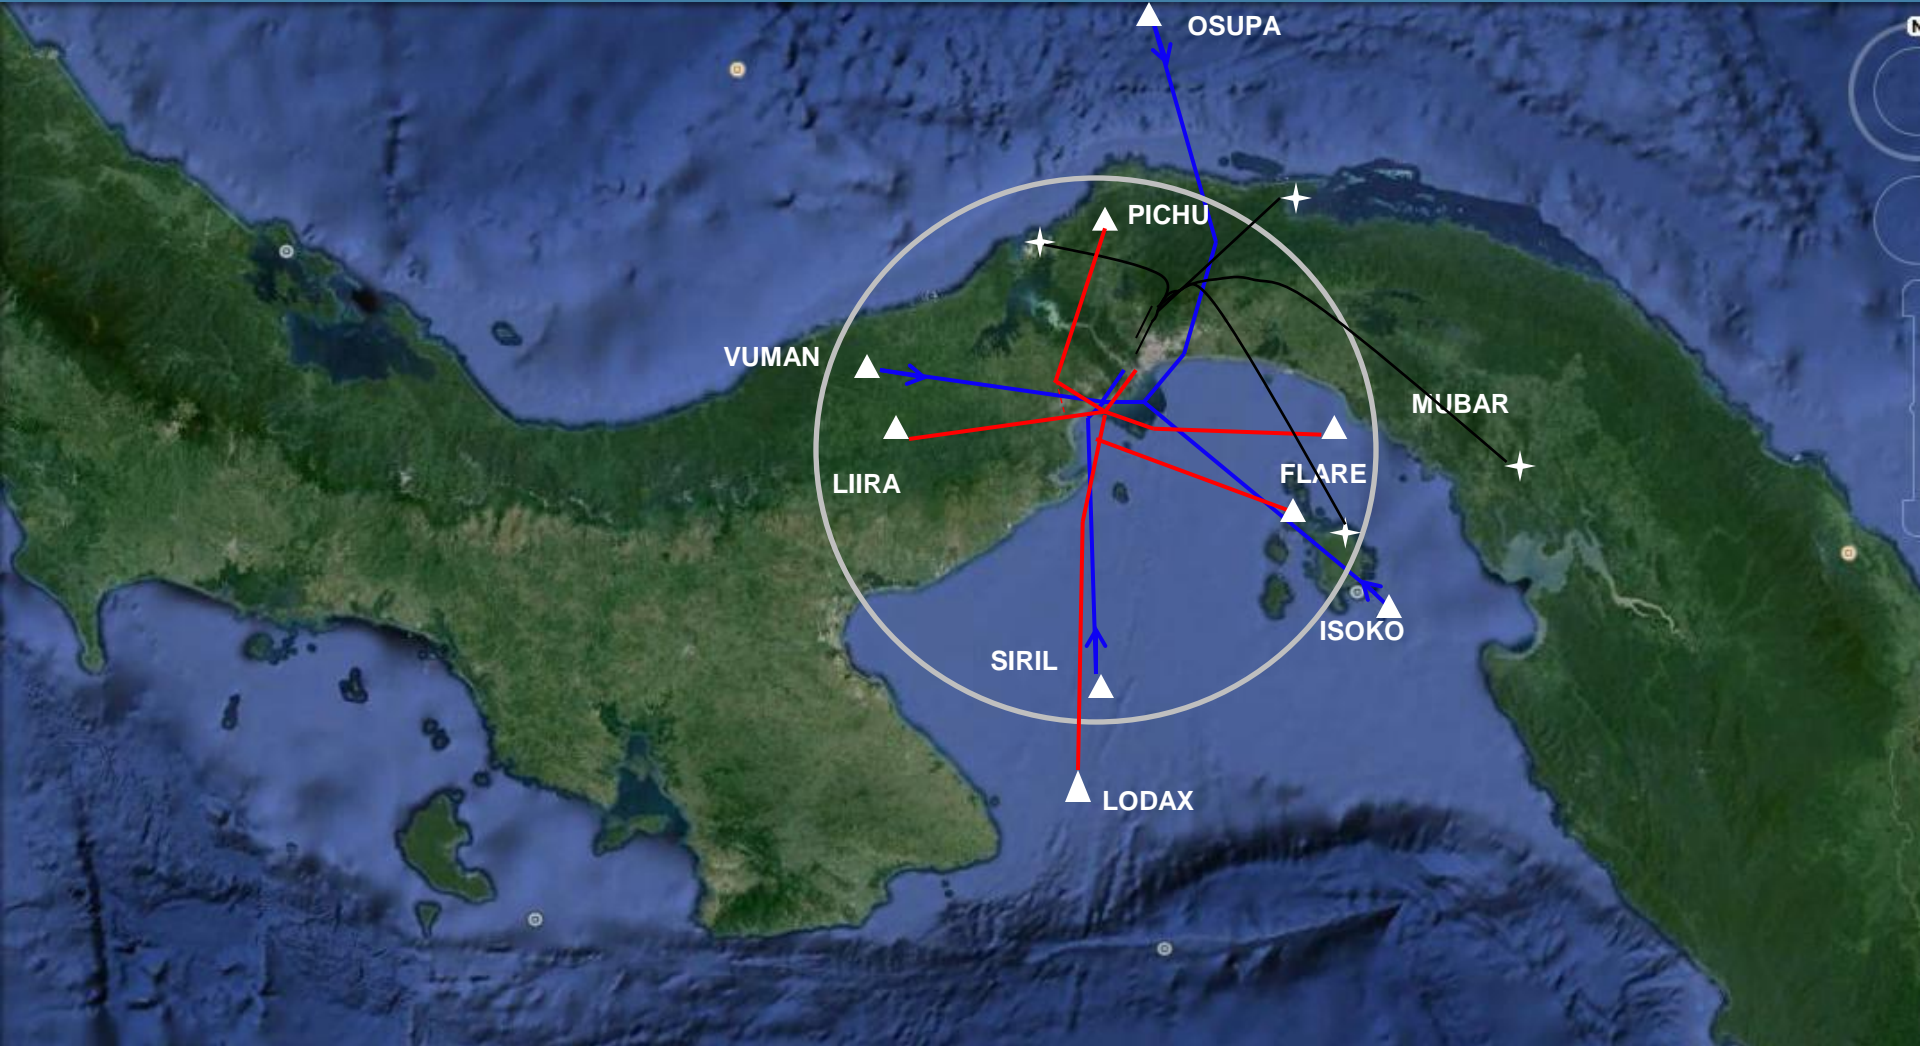 N
OSUPA
PICHU
VUMAN
MUBAR
LIIRA
FLARE
ISOKO
SIRIL
LODAX